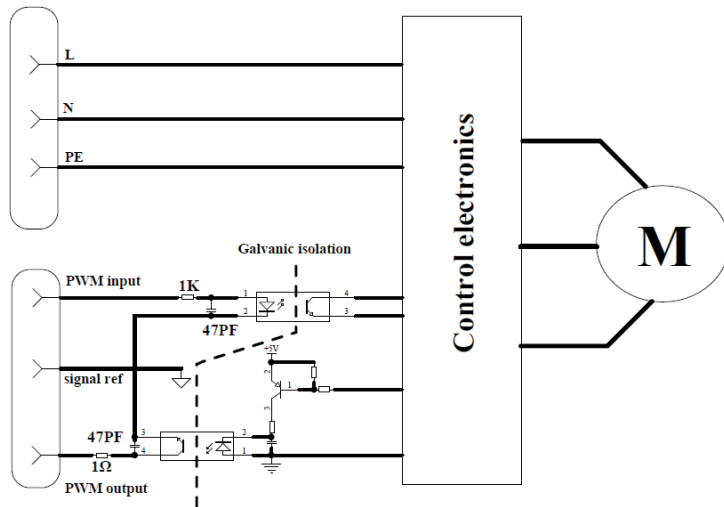 L
N
PE
Galvanic isolation
PWM input
1K
1
4
2
3
47PF
+5V
signal ref
2
1
3
47PF
3
2
4
1
1Ω
PWM output
Control electronics
M